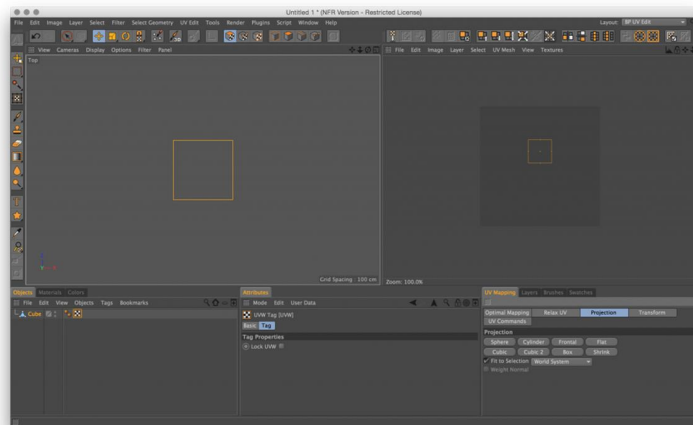 Untitled 1 * (NFR Version - Restricted License)
File Edit Image Layer Select Filter Select Geometry UV Edit Tools Render Plugins Script Window Help
Layout: BP UV Edit
View Cameras Display Options Filter Panel
File Edit Image Layer Select UV Mesh View Textures
Top
Grid Spacing : 100 cm
Zoom: 100.0%
Objects Materials Colors
Attributes
UV Mapping Layers Brushes Swatches
File Edit View Objects Tags Bookmarks
Mode Edit User Data
Cube
UVW Tag [UVW]
Basic Tag
Tag Properties
Lock UVW
Optimal Mapping Relax UV Projection Transform
UV Commands
Projection
Sphere Cylinder Frontal Flat
Cubic Cubic 2 Box Shrink
Fit to Selection World System
Weight Normal